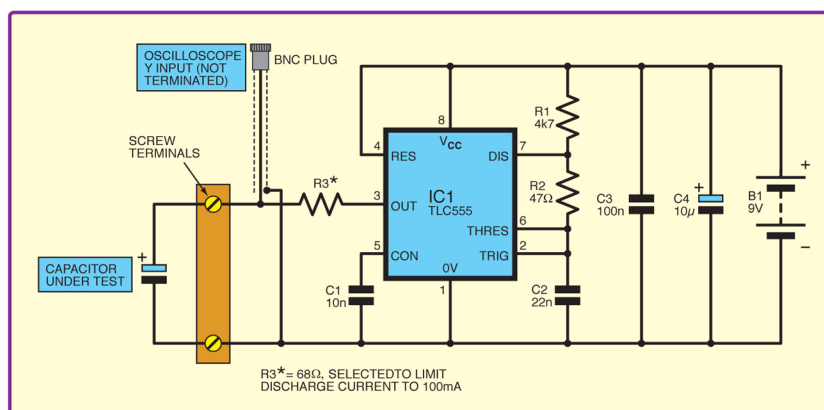 OSCILLOSCOPE
Y INPUT (NOT
TERMINATED)
BNC PLUG
SCREW
TERMINALS
R3*
8
VCC
4
RES
DIS
7
R1
4k7
3
OUT
IC1
TLC555
R2
47Ω
THRES
6
5
CON
TRIG
2
0V
1
C3
100n
+
C4
10µ
+
B1
9V
−
+
CAPACITOR
UNDER TEST
C1
10n
C2
22n
R3*= 68Ω, SELECTEDTO LIMIT
DISCHARGE CURRENT TO 100mA